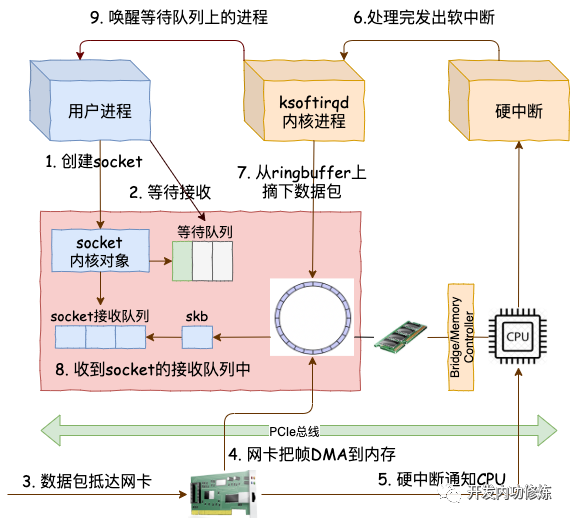 9. 唤醒等待队列上的进程
6.处理完发出软中断
用户进程
ksoftirqd
内核进程
硬中断
1. 创建socket
2. 等待接收
7. 从ringbuffer上
摘下数据包
等待队列
socket
内核对象
socket接收队列
skb
8. 收到socket的接收队列中
Bridge/Memory
Controller
CPU
PCIe总线
4. 网卡把帧DMA到内存
3. 数据包抵达网卡
5. 硬中断通知CPU
开发内功修炼